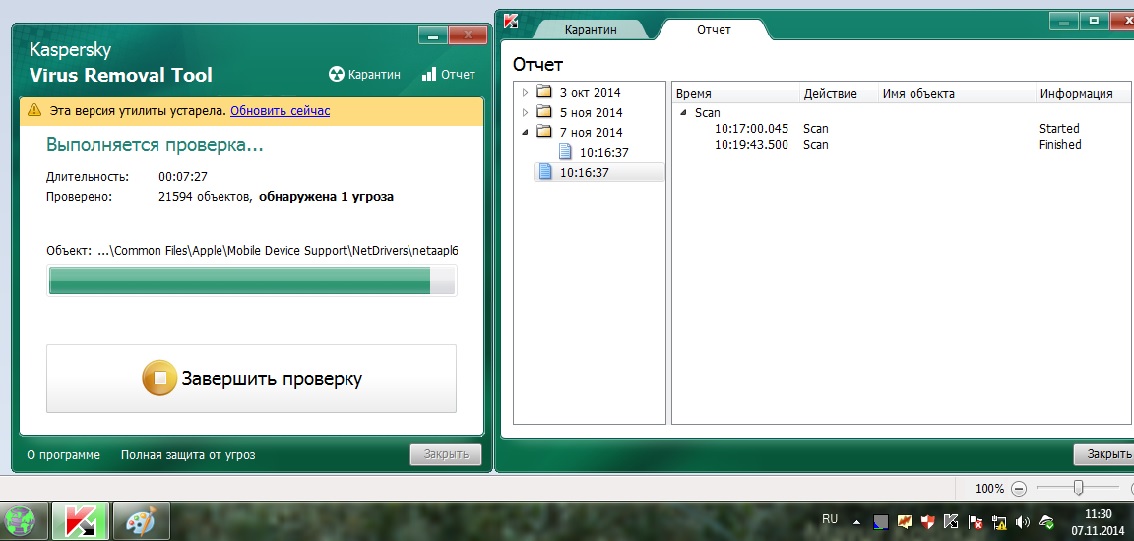 Kaspersky
Virus Removal Tool
Карантин
Отчет
Эта версия утилиты устарела. Обновить сейчас
Выполняется проверка...
Длительность: 00:07:27
Проверено: 21594 объектов, обнаружена 1 угроза
Объект: ...\Common Files\Apple\Mobile Device Support\NetDrivers\netaapl6
Завершить проверку
О программе
Полная защита от угроз
Закрыть
Карантин
Отчет
Отчет
3 окт 2014
5 ноя 2014
7 ноя 2014
10:16:37
10:16:37
Время Действие Имя объекта Информация
Scan
10:17:00.045 Scan Started
10:19:43.500 Scan Finished
Закрыть
100%
RU
11:30
07.11.2014